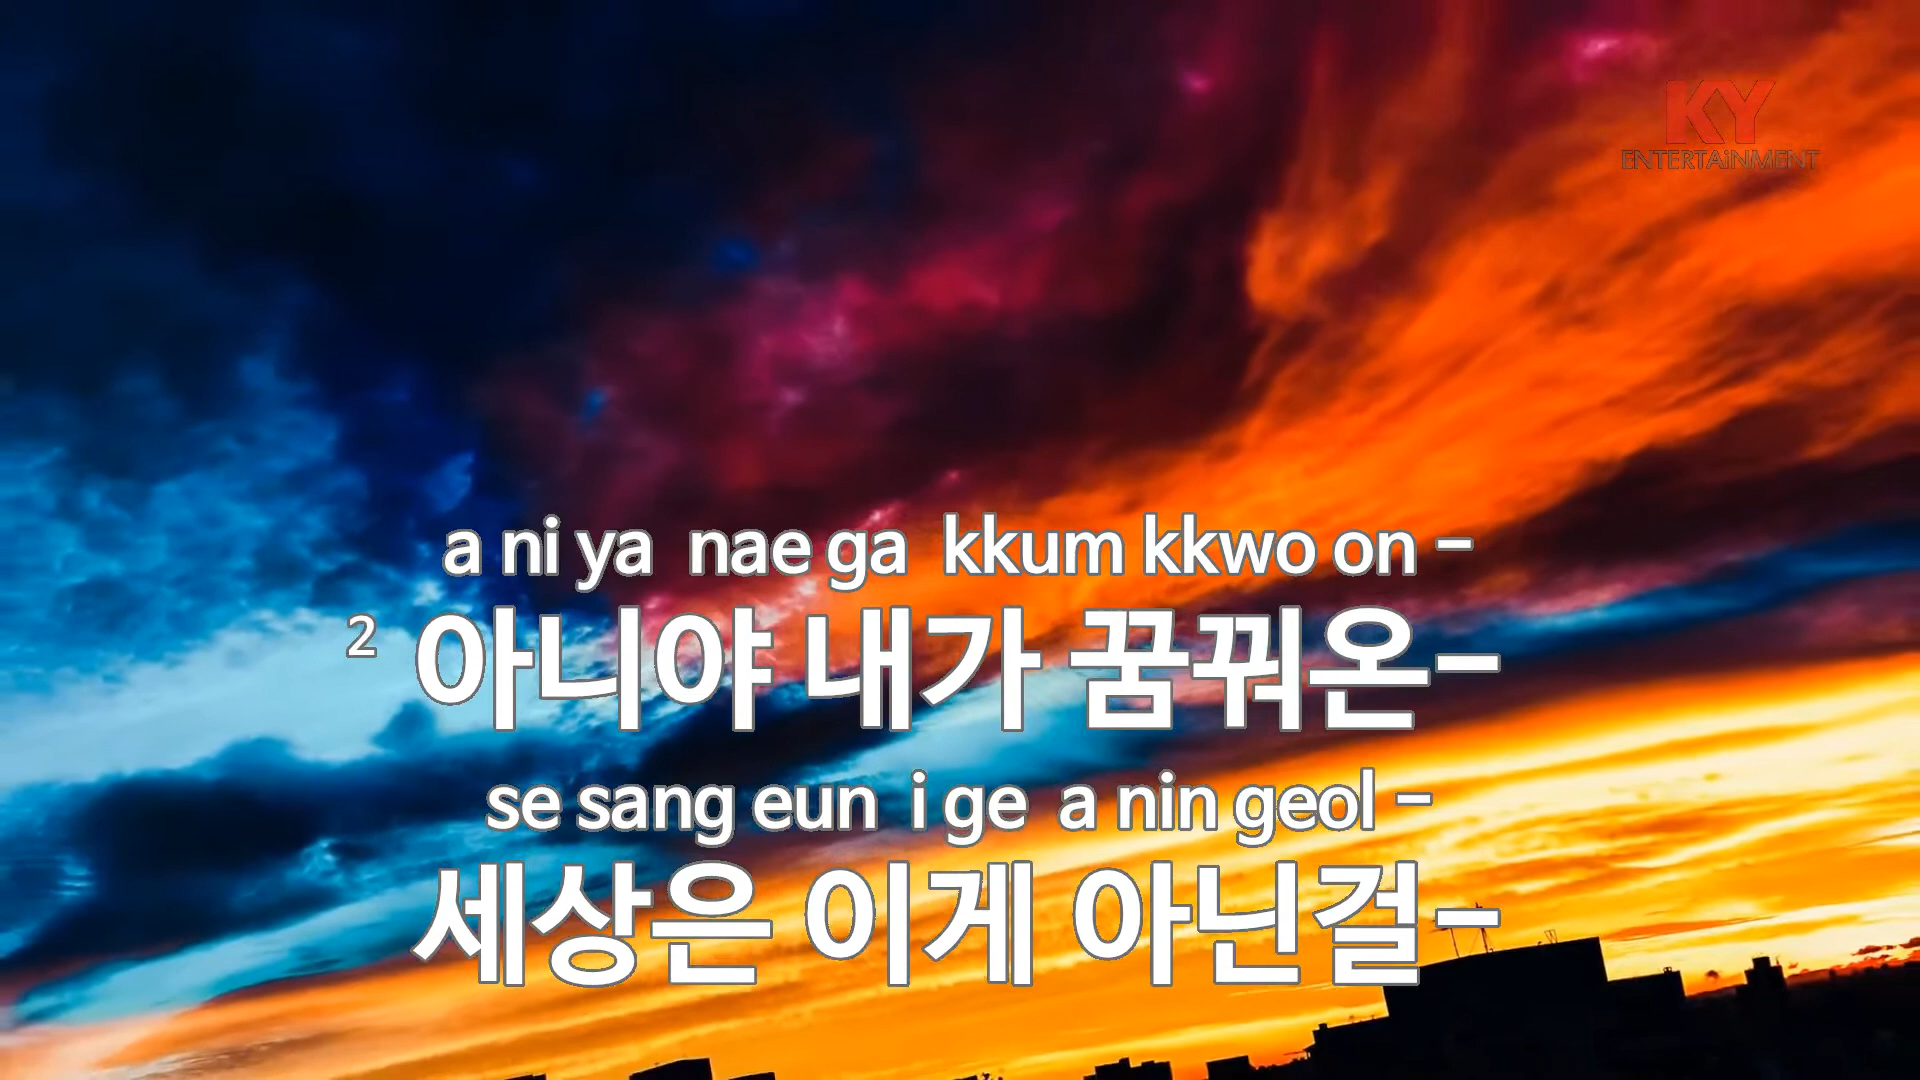 KY
ENTERTAiNMENT
a ni ya nae ga kkum kkwo on -
2 아니야 내가 꿈꿔온-
se sang eun i ge a nin geol -
세상은 이게 아닌걸-